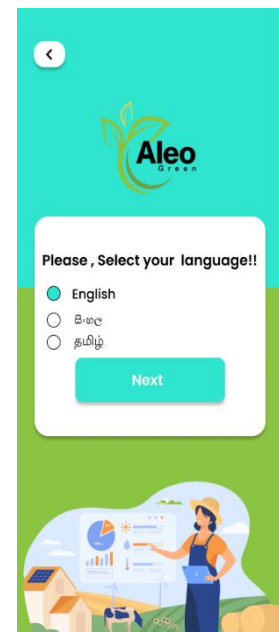 Aleo
Green
Please , Select your language!!
English
සිංහල
தமிழ்
Next